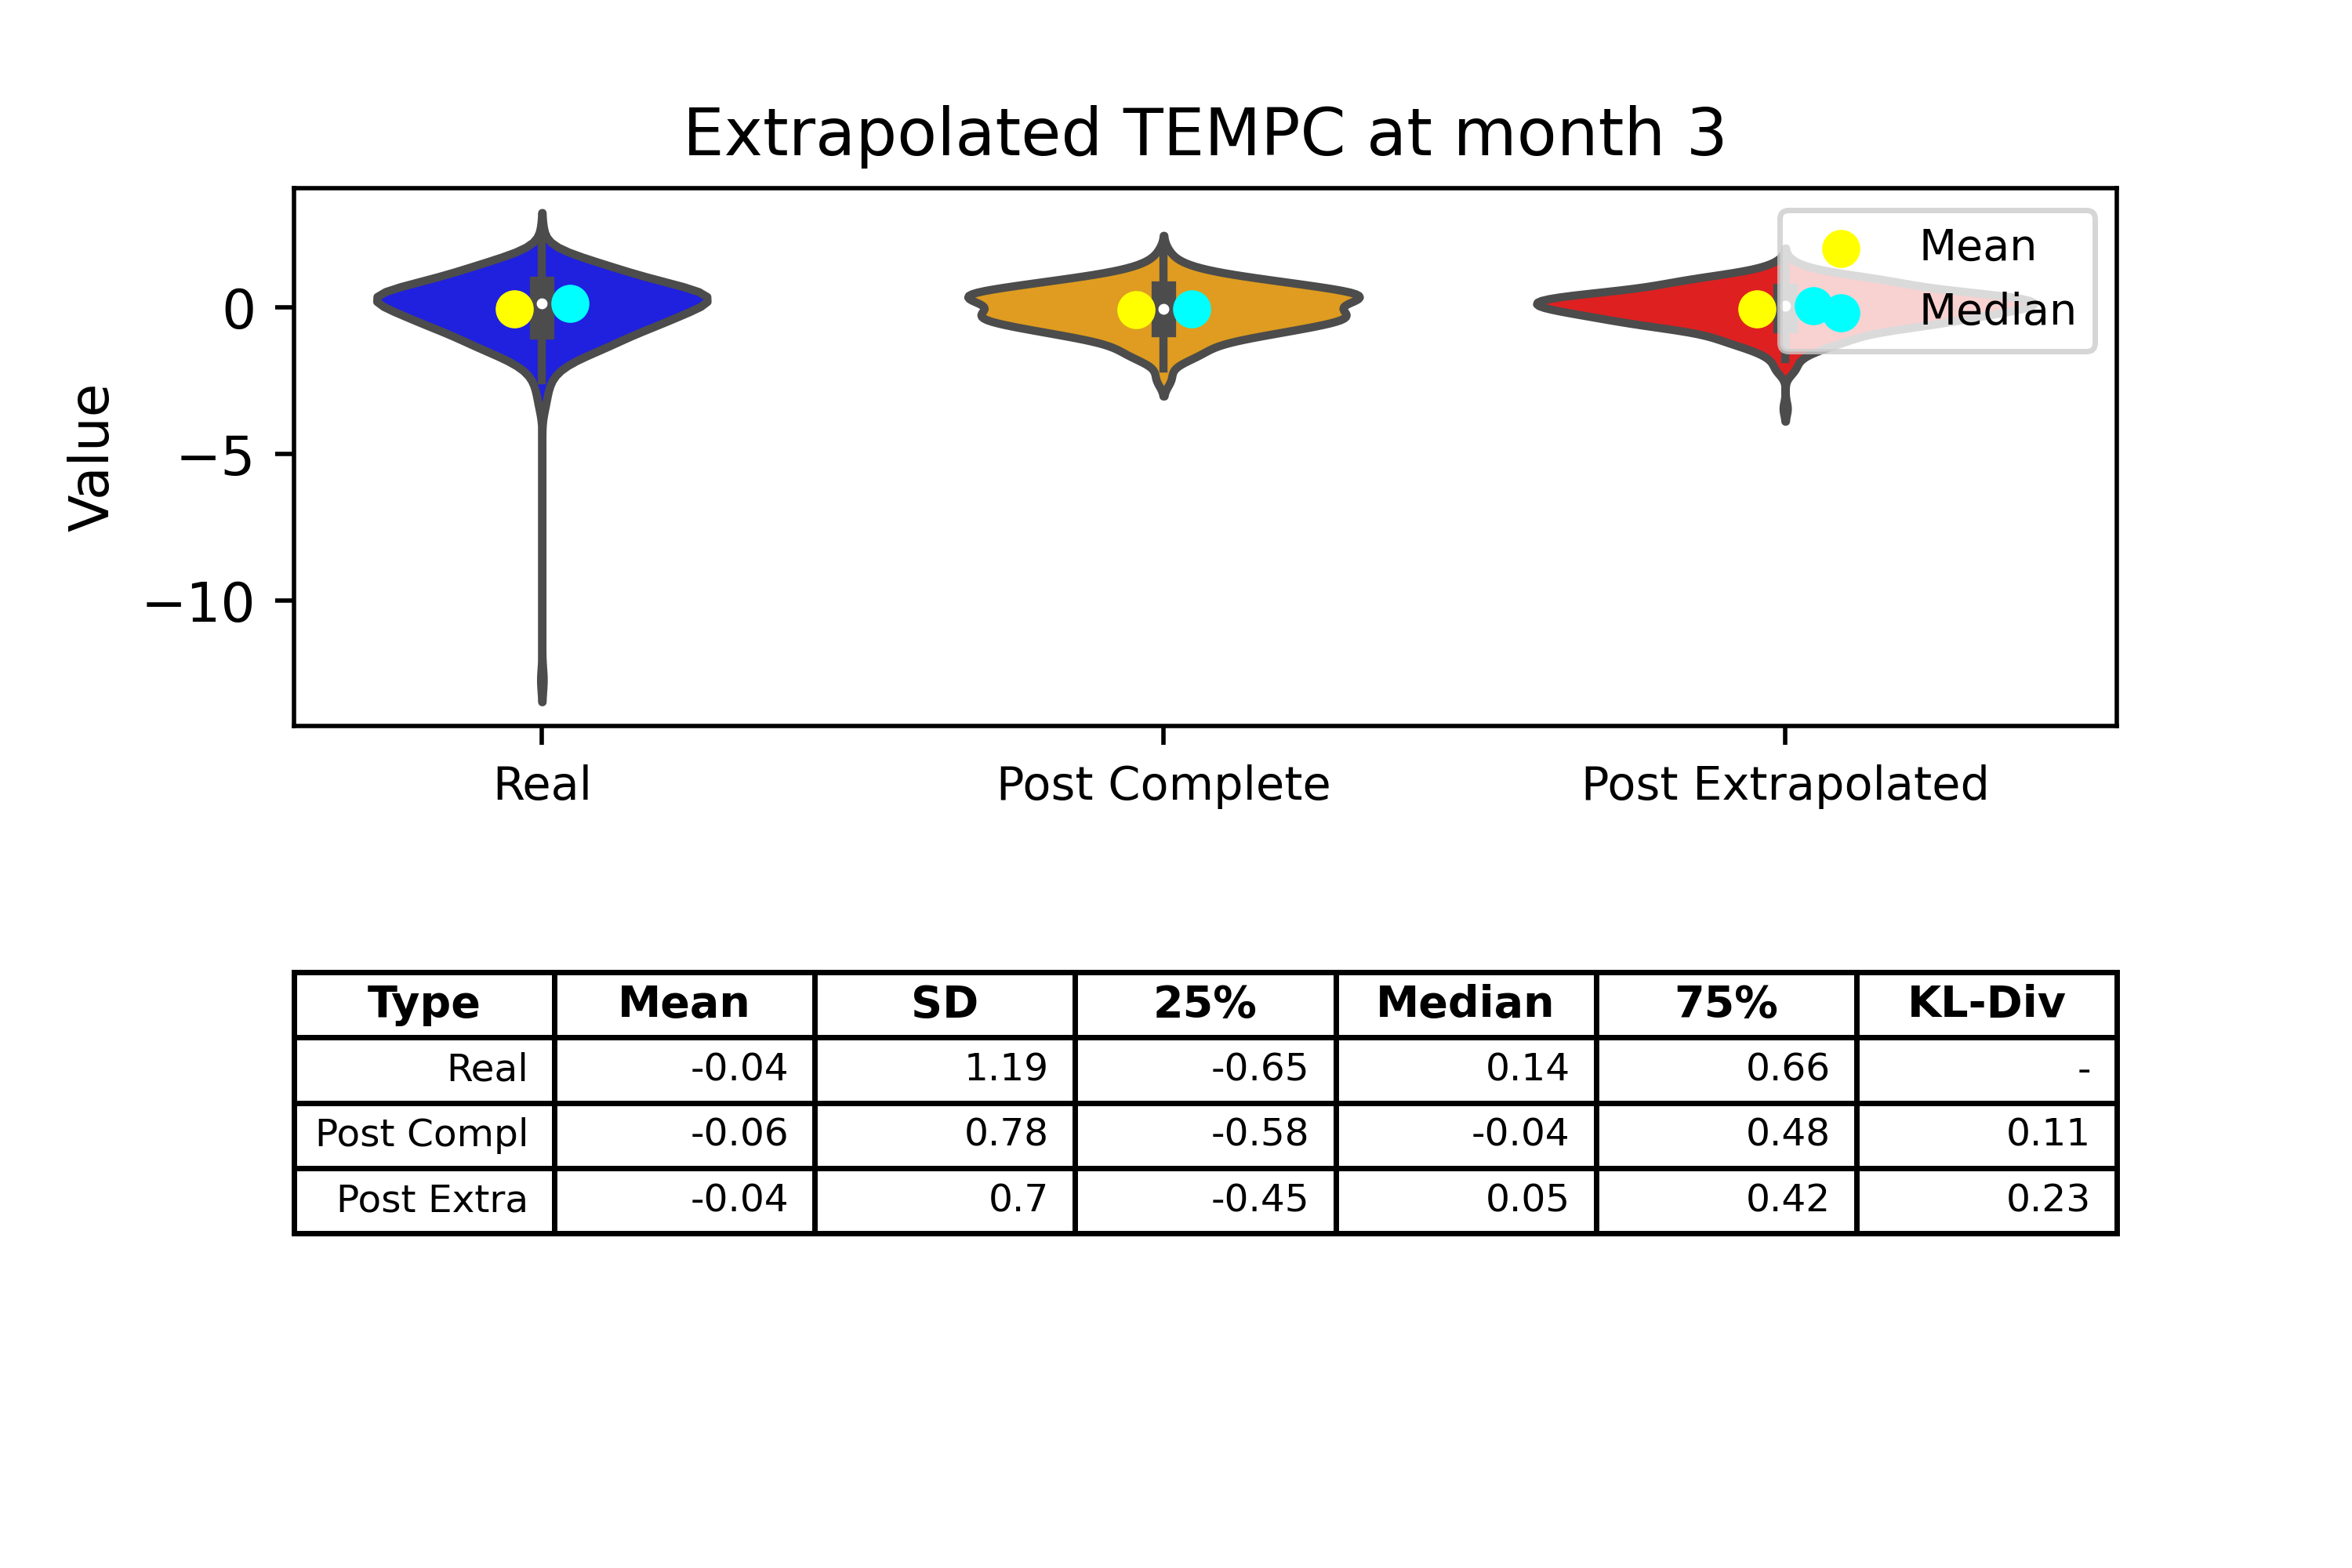 Extrapolated TEMPC at month 3
Mean
Median
Value
0
−5
−10
Real Post Complete Post Extrapolated
Type Mean SD 25% Median 75% KL-Div
Real -0.04 1.19 -0.65 0.14 0.66 -
Post Compl -0.06 0.78 -0.58 -0.04 0.48 0.11
Post Extra -0.04 0.7 -0.45 0.05 0.42 0.23